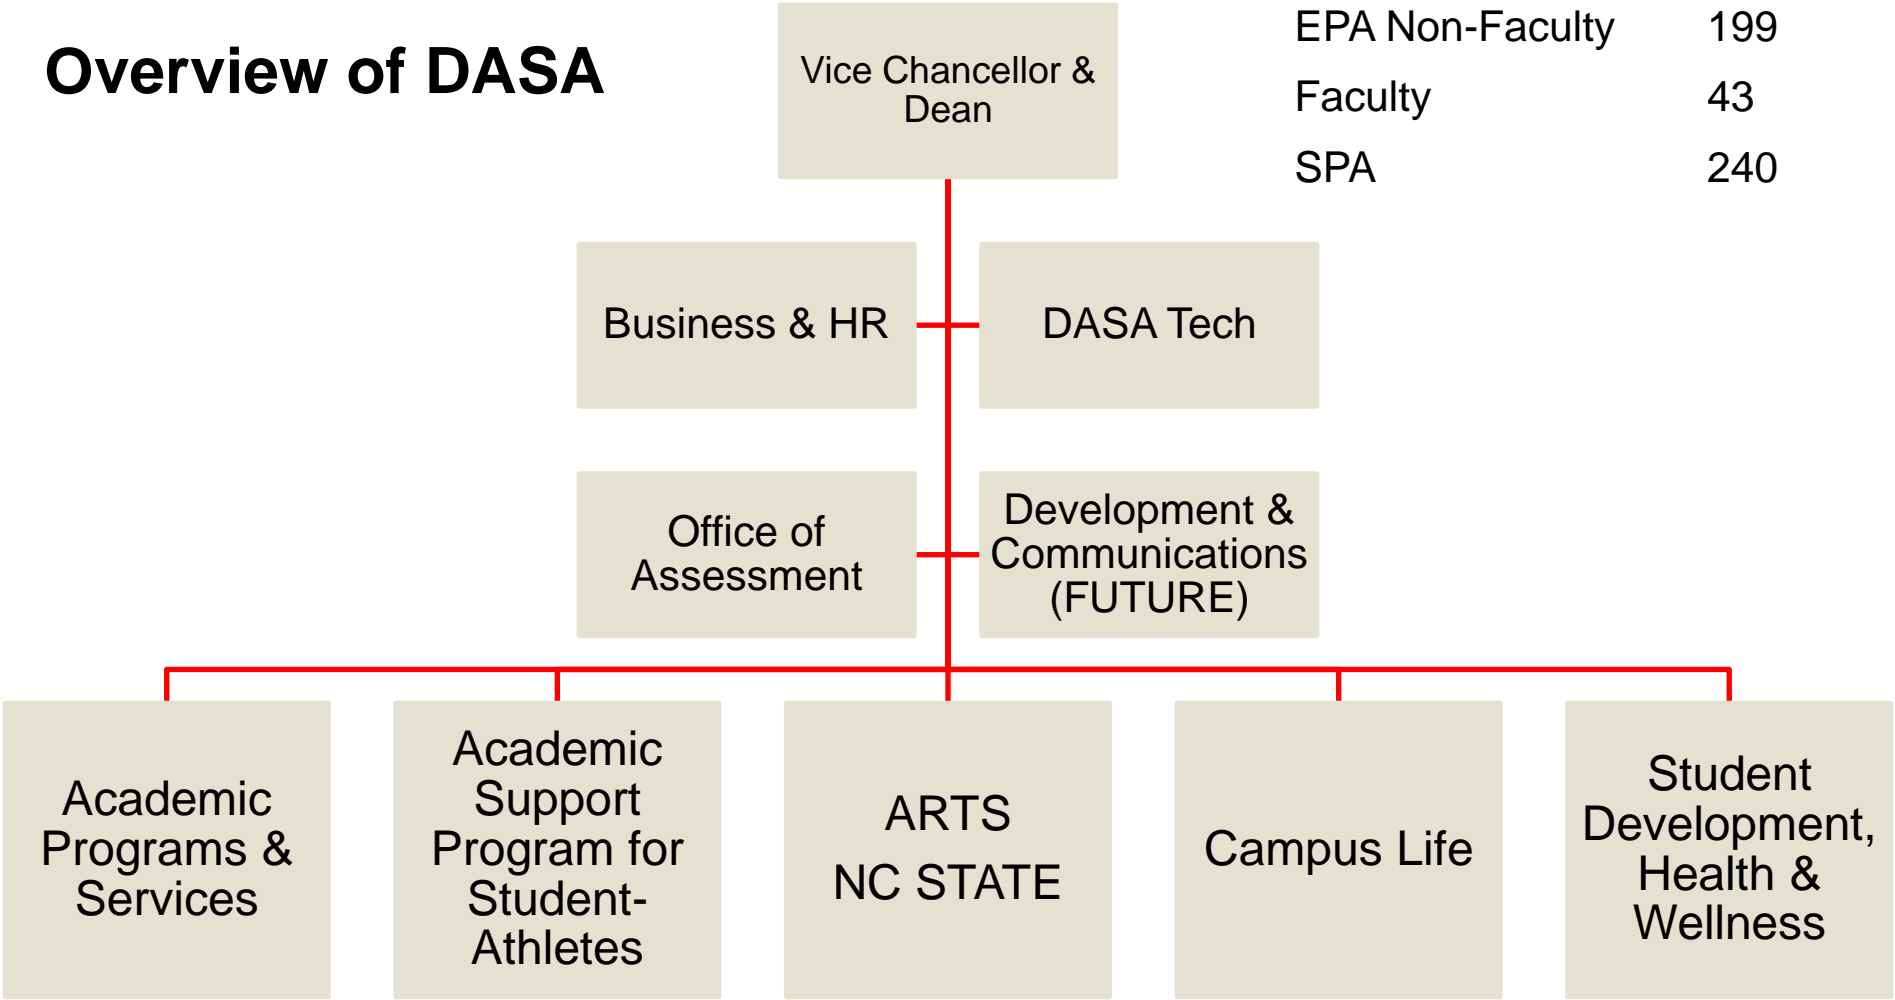 Overview of DASA
Vice Chancellor &
Dean
EPA Non-Faculty 199
Faculty 43
SPA 240
Business & HR
DASA Tech
Office of
Assessment
Development &
Communications
(FUTURE)
Academic
Programs &
Services
Academic
Support
Program for
Student-
Athletes
ARTS
NC STATE
Campus Life
Student
Development,
Health &
Wellness